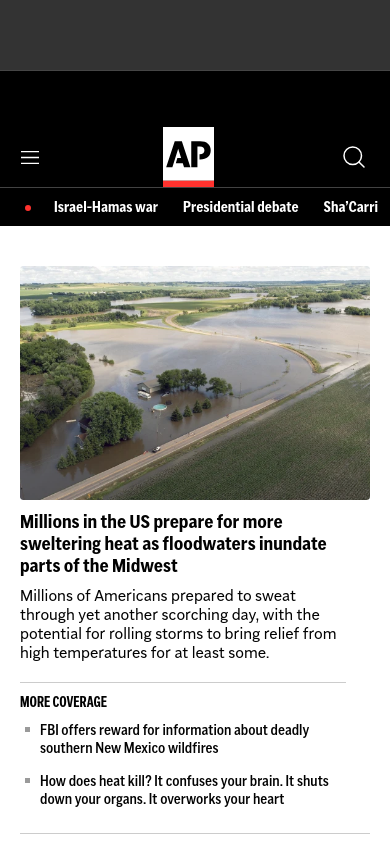 AP
Israel-Hamas war Presidential debate Sha'Carri
Millions in the US prepare for more
sweltering heat as floodwaters inundate
parts of the Midwest
Millions of Americans prepared to sweat
through yet another scorching day, with the
potential for rolling storms to bring relief from
high temperatures for at least some.
MORE COVERAGE
FBI offers reward for information about deadly
southern New Mexico wildfires
How does heat kill? It confuses your brain. It shuts
down your organs. It overworks your heart